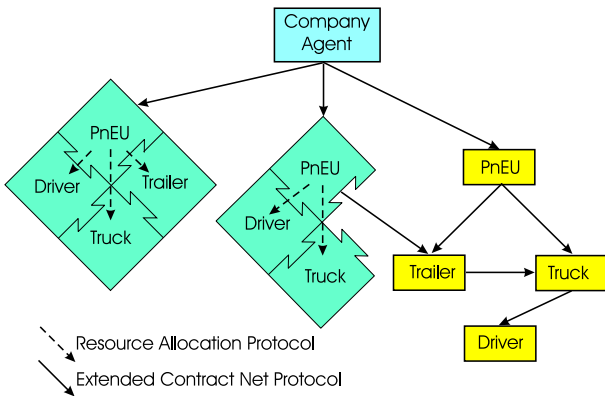 Company
Agent
PnEU
Driver
Trailer
Truck
PnEU
Driver
Truck
PnEU
Trailer
Truck
Driver
Resource Allocation Protocol
Extended Contract Net Protocol